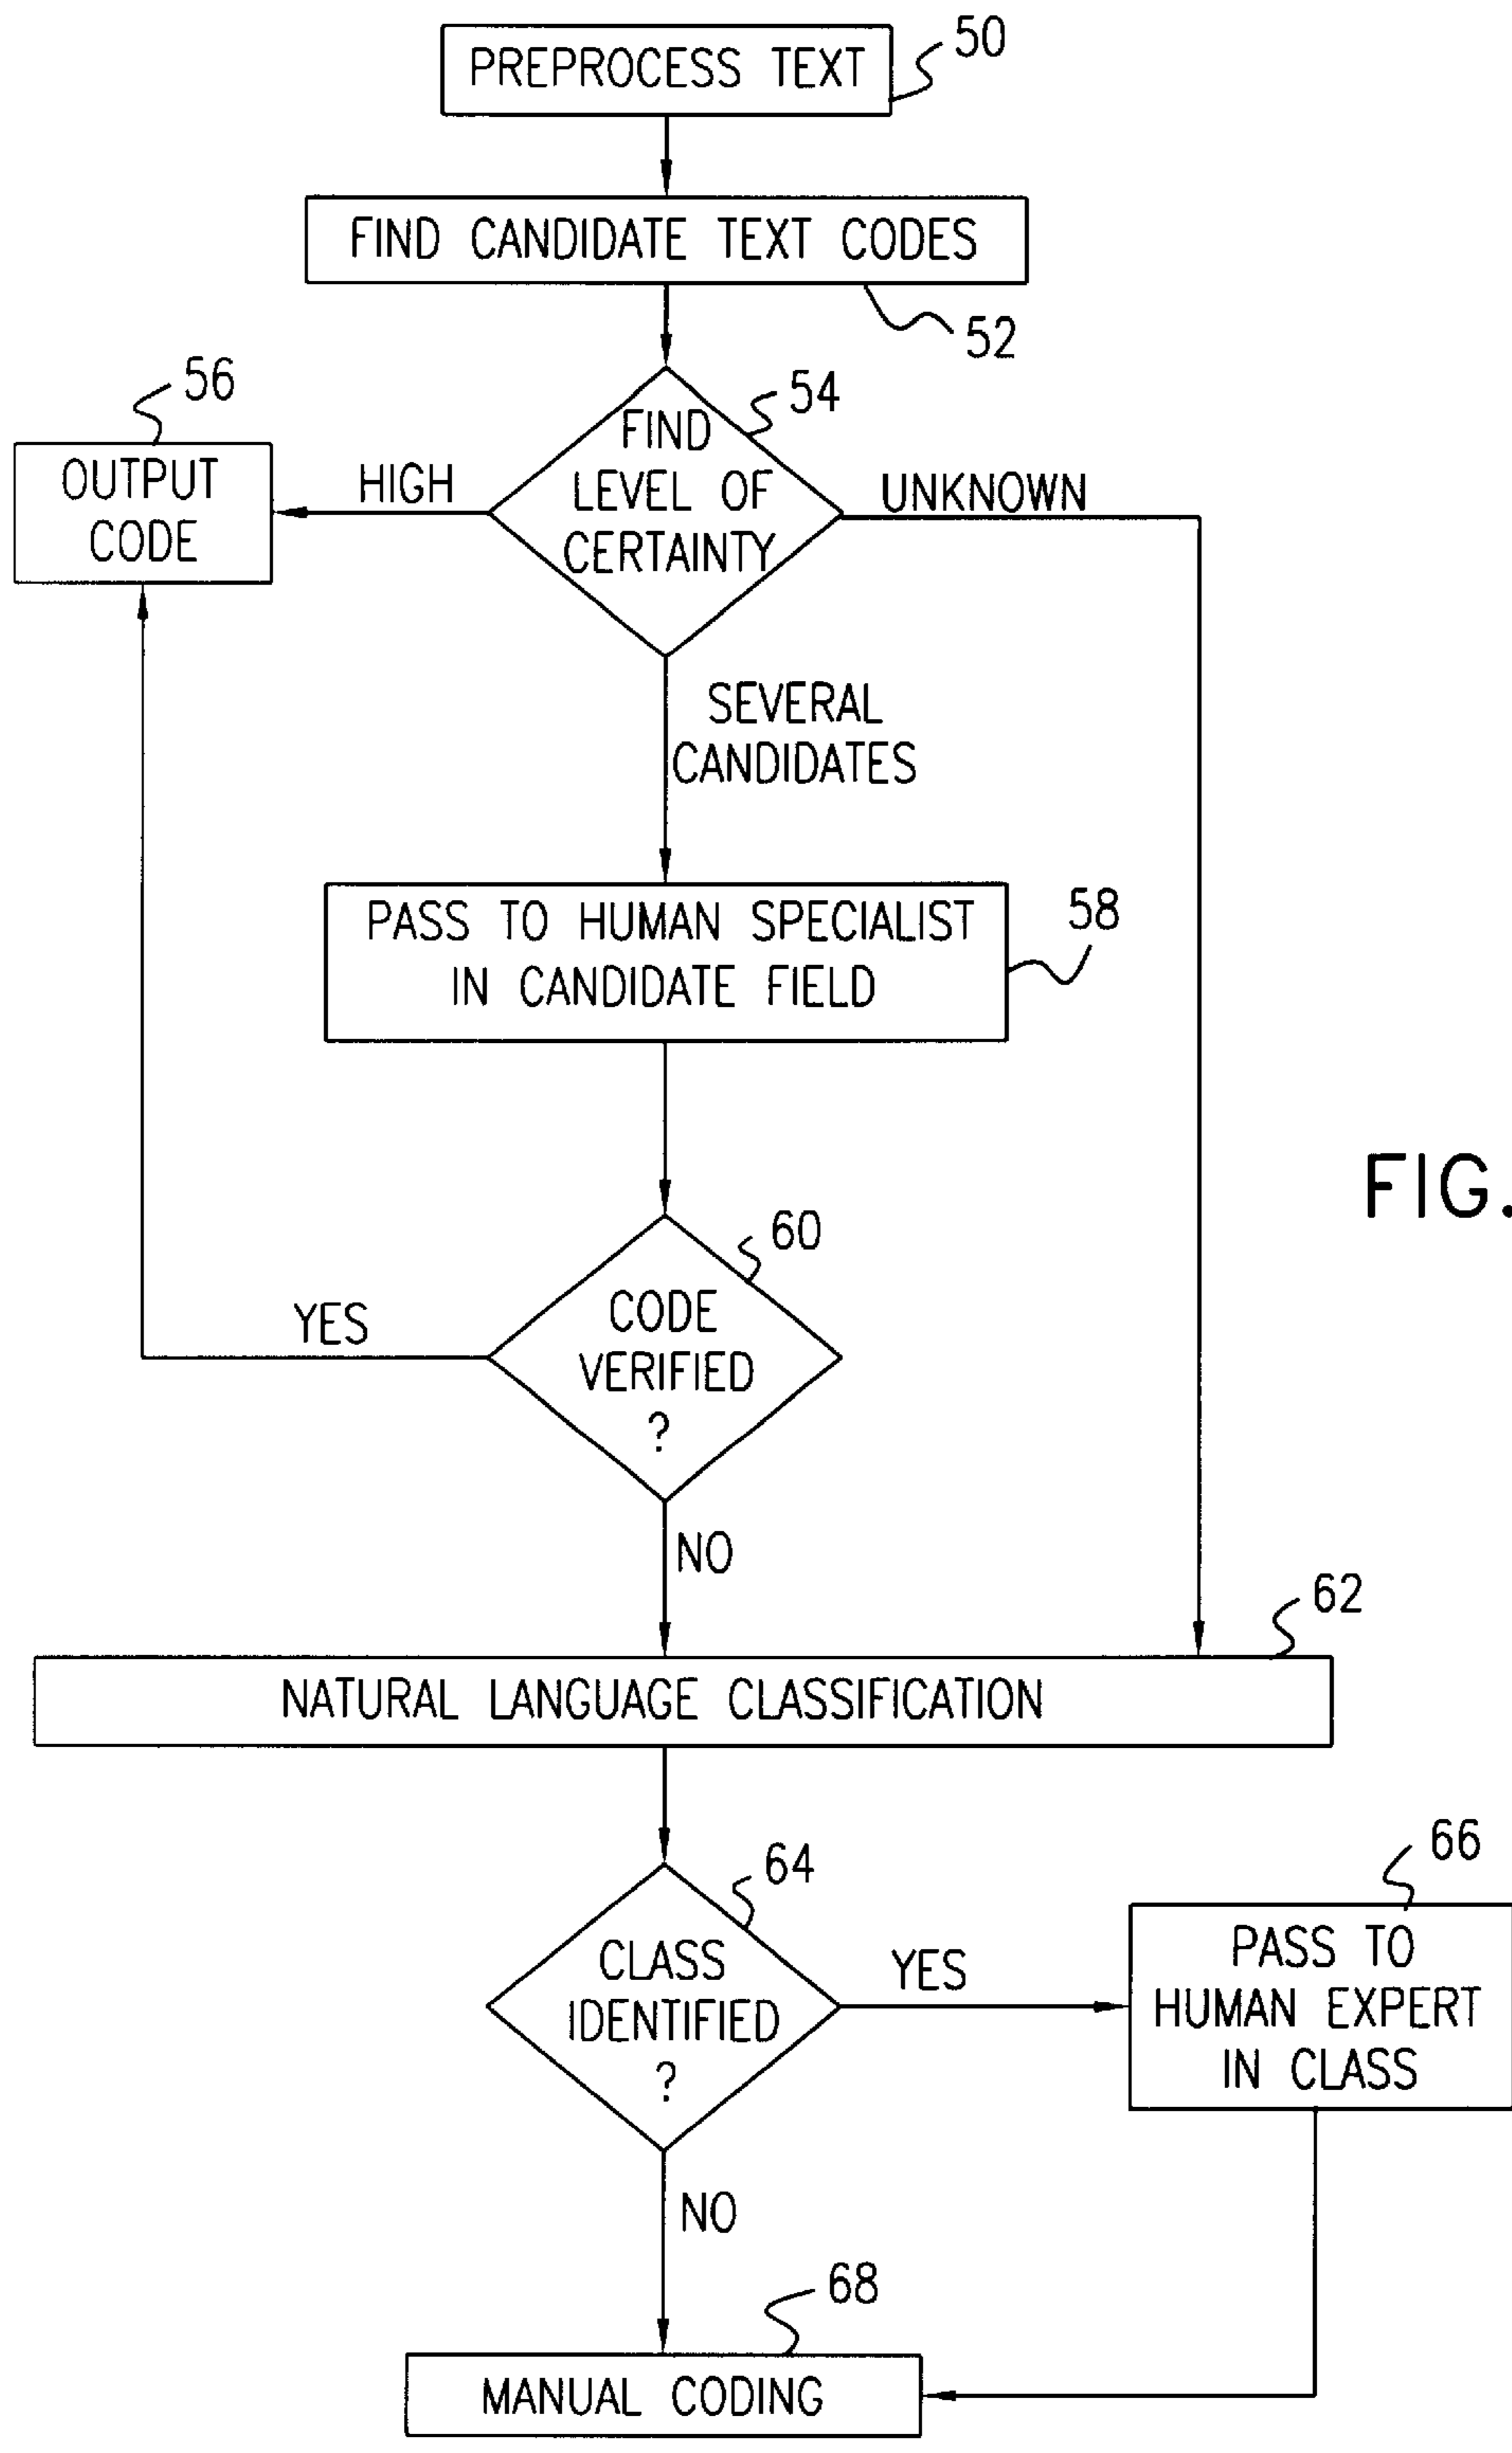 PREPROCESS TEXT
50
FIND CANDIDATE TEXT CODES
52
54
FIND
LEVEL OF
CERTAINTY
56
OUTPUT
CODE
HIGH
UNKNOWN
SEVERAL
CANDIDATES
PASS TO HUMAN SPECIALIST
IN CANDIDATE FIELD
58
FIG.
60
CODE
VERIFIED
?
YES
NO
62
NATURAL LANGUAGE CLASSIFICATION
64
CLASS
IDENTIFIED
?
YES
66
PASS TO
HUMAN EXPERT
IN CLASS
NO
68
MANUAL CODING